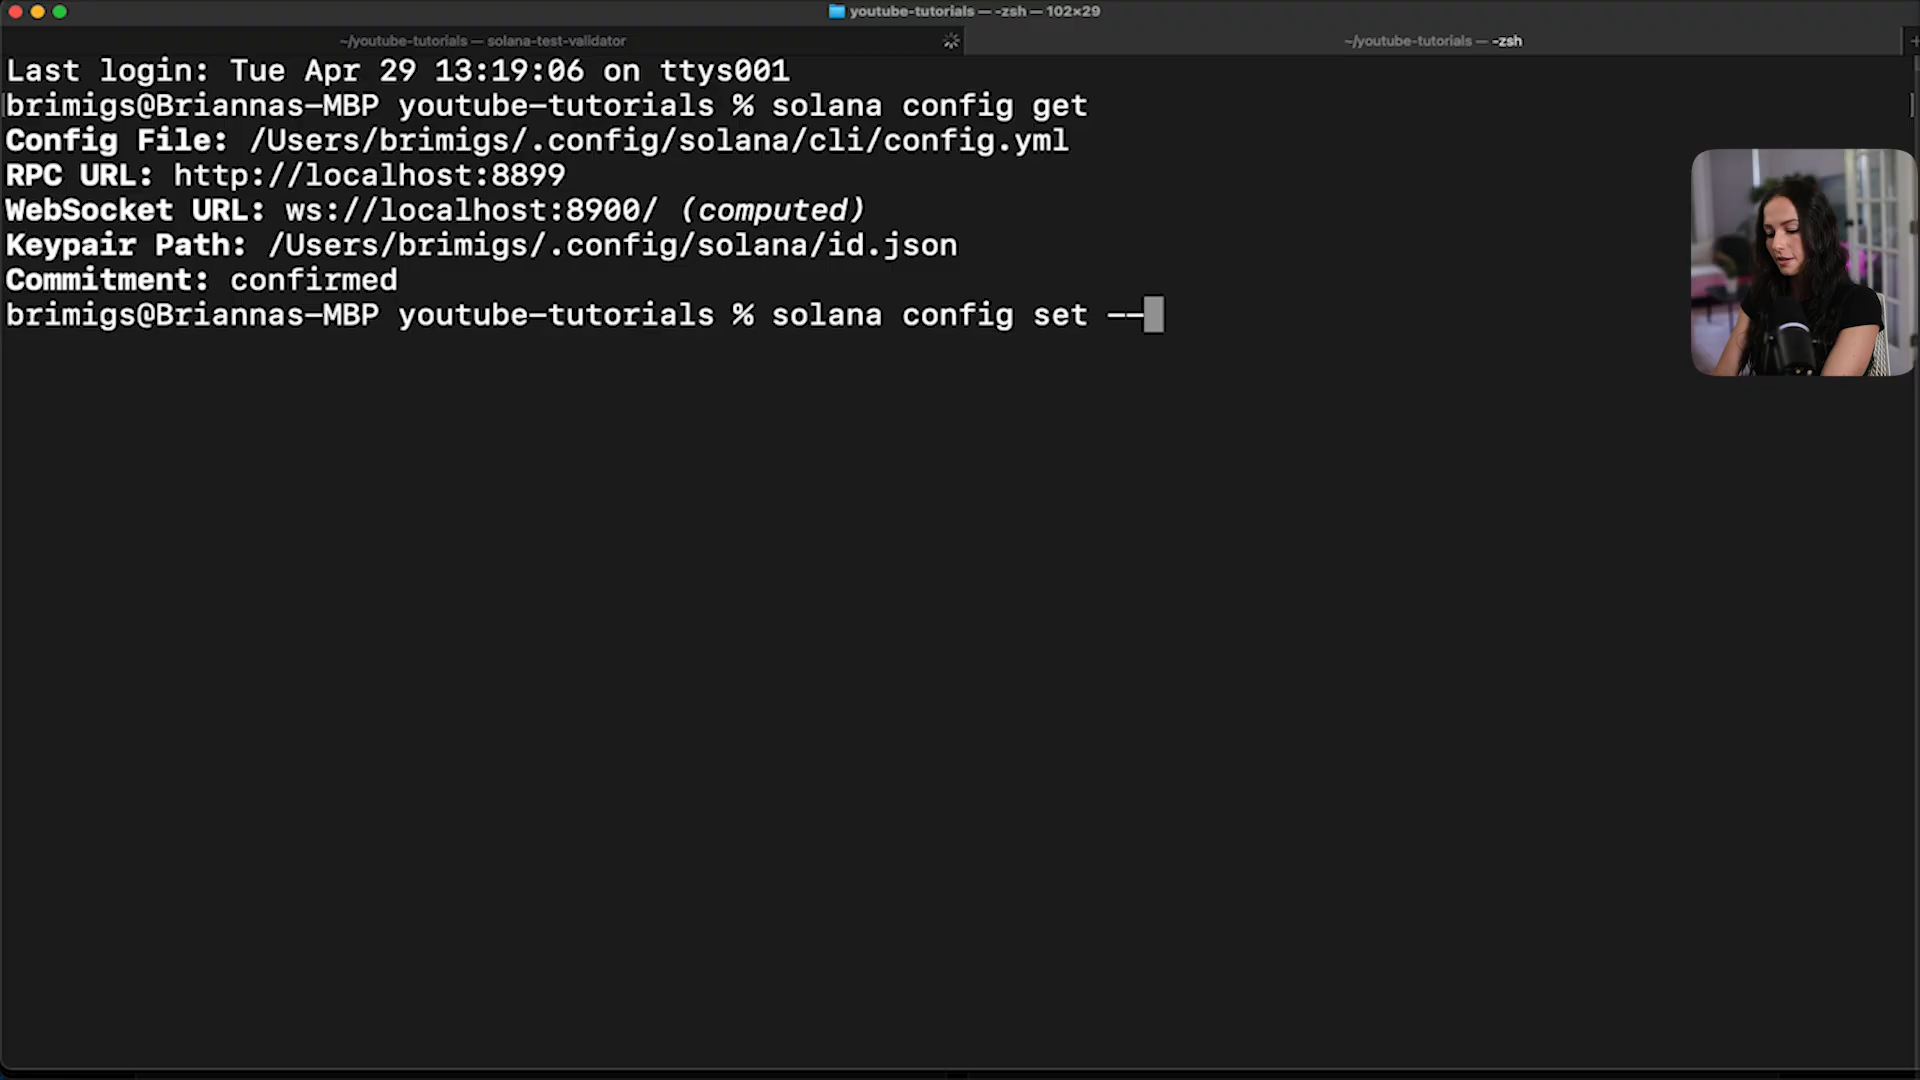 youtube-tutorials — -zsh — 102×29
~/youtube-tutorials — solana-test-validator
~/youtube-tutorials — -zsh
Last login: Tue Apr 29 13:19:06 on ttys001
brimigs@Briannas-MBP youtube-tutorials % solana config get
Config File: /Users/brimigs/.config/solana/cli/config.yml
RPC URL: http://localhost:8899
WebSocket URL: ws://localhost:8900/ (computed)
Keypair Path: /Users/brimigs/.config/solana/id.json
Commitment: confirmed
brimigs@Briannas-MBP youtube-tutorials % solana config set --